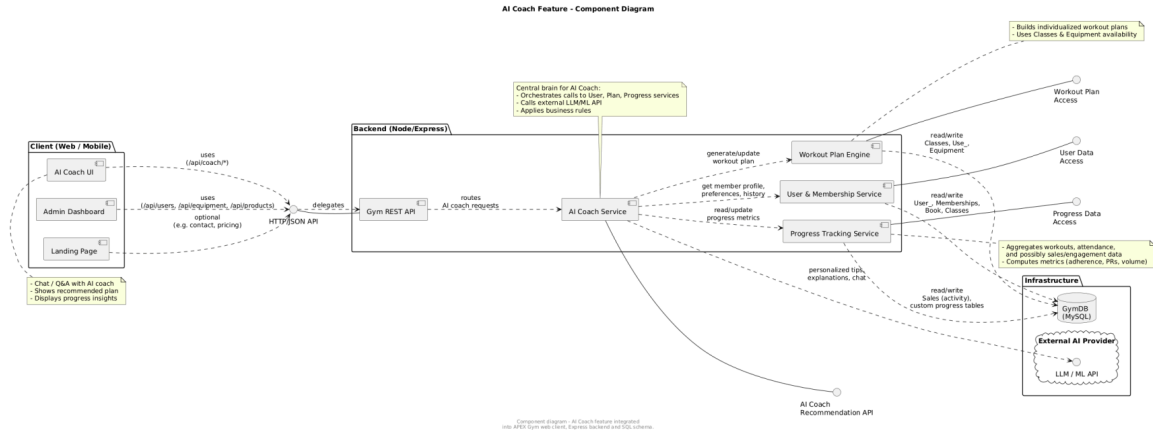 AI Coach Feature - Component Diagram
- Builds individualized workout plans
- Uses Classes & Equipment availability
Central brain for AI Coach:
- Orchestrates calls to User, Plan, Progress services
- Calls external LLM/ML API
- Applies business rules
Workout Plan
Access
Backend (Node/Express)
Client (Web / Mobile)
AI Coach UI
uses
(/api/coach/*)
generate/update
workout plan
Workout Plan Engine
read/write
Classes, Use_,
Equipment
User Data
Access
get member profile,
preferences, history
User & Membership Service
read/write
User_, Memberships,
Book, Classes
Admin Dashboard
uses
(/api/users, /api/equipment, /api/products)
optional
(e.g. contact, pricing)
HTTP/JSON API
delegates
Gym REST API
routes
AI coach requests
AI Coach Service
read/update
progress metrics
Progress Tracking Service
Progress Data
Access
Landing Page
- Aggregates workouts, attendance,
and possibly sales/engagement data
- Computes metrics (adherence, PRs, volume)
- Chat / Q&A with AI coach
- Shows recommended plan
- Displays progress insights
personalized tips,
explanations, chat
read/write
Sales (activity),
custom progress tables
Infrastructure
GymDB
(MySQL)
External AI Provider
LLM / ML API
AI Coach
Recommendation API
Component diagram - AI Coach feature integrated
into APEX Gym web client, Express backend and SQL schema.